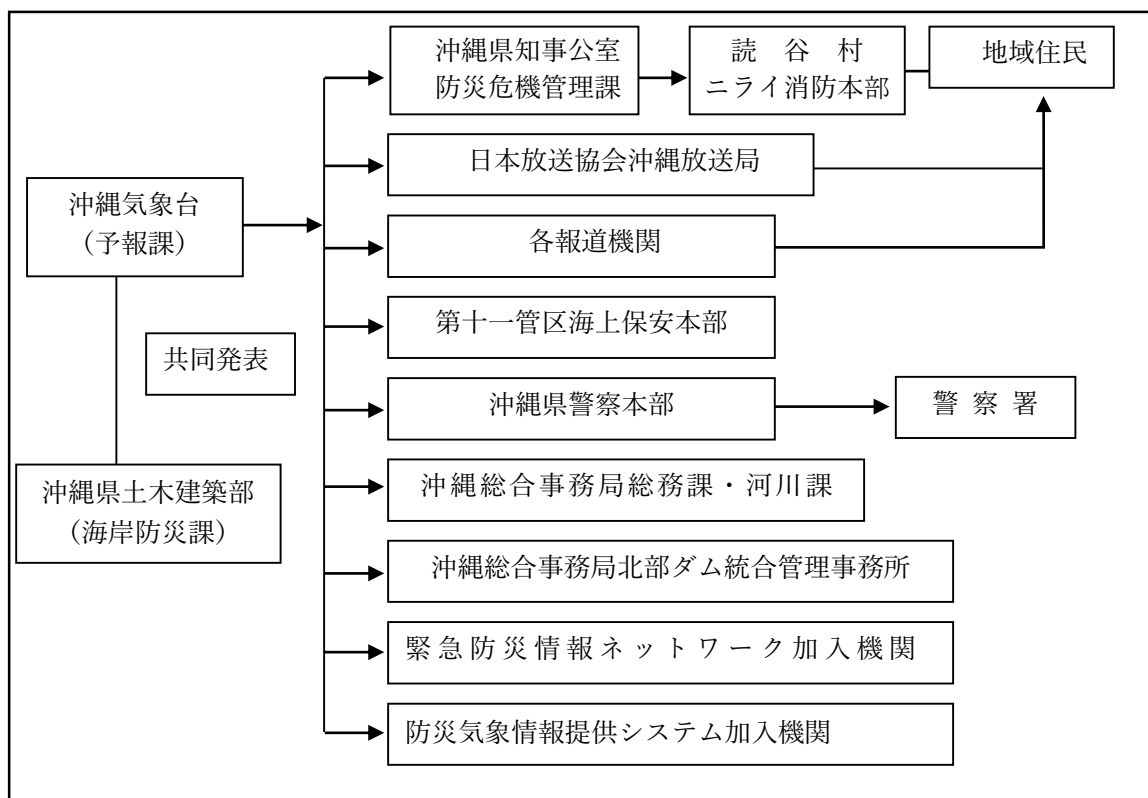 沖縄県知事公室
防災危機管理課
読谷村
ニライ消防本部
地域住民
日本放送協会沖縄放送局
沖縄気象台
（予報課）
各報道機関
第十一管区海上保安本部
共同発表
沖縄県警察本部
警察署
沖縄県土木建築部
（海岸防災課）
沖縄総合事務局総務課・河川課
沖縄総合事務局北部ダム統合管理事務所
緊急防災情報ネットワーク加入機関
防災気象情報提供システム加入機関